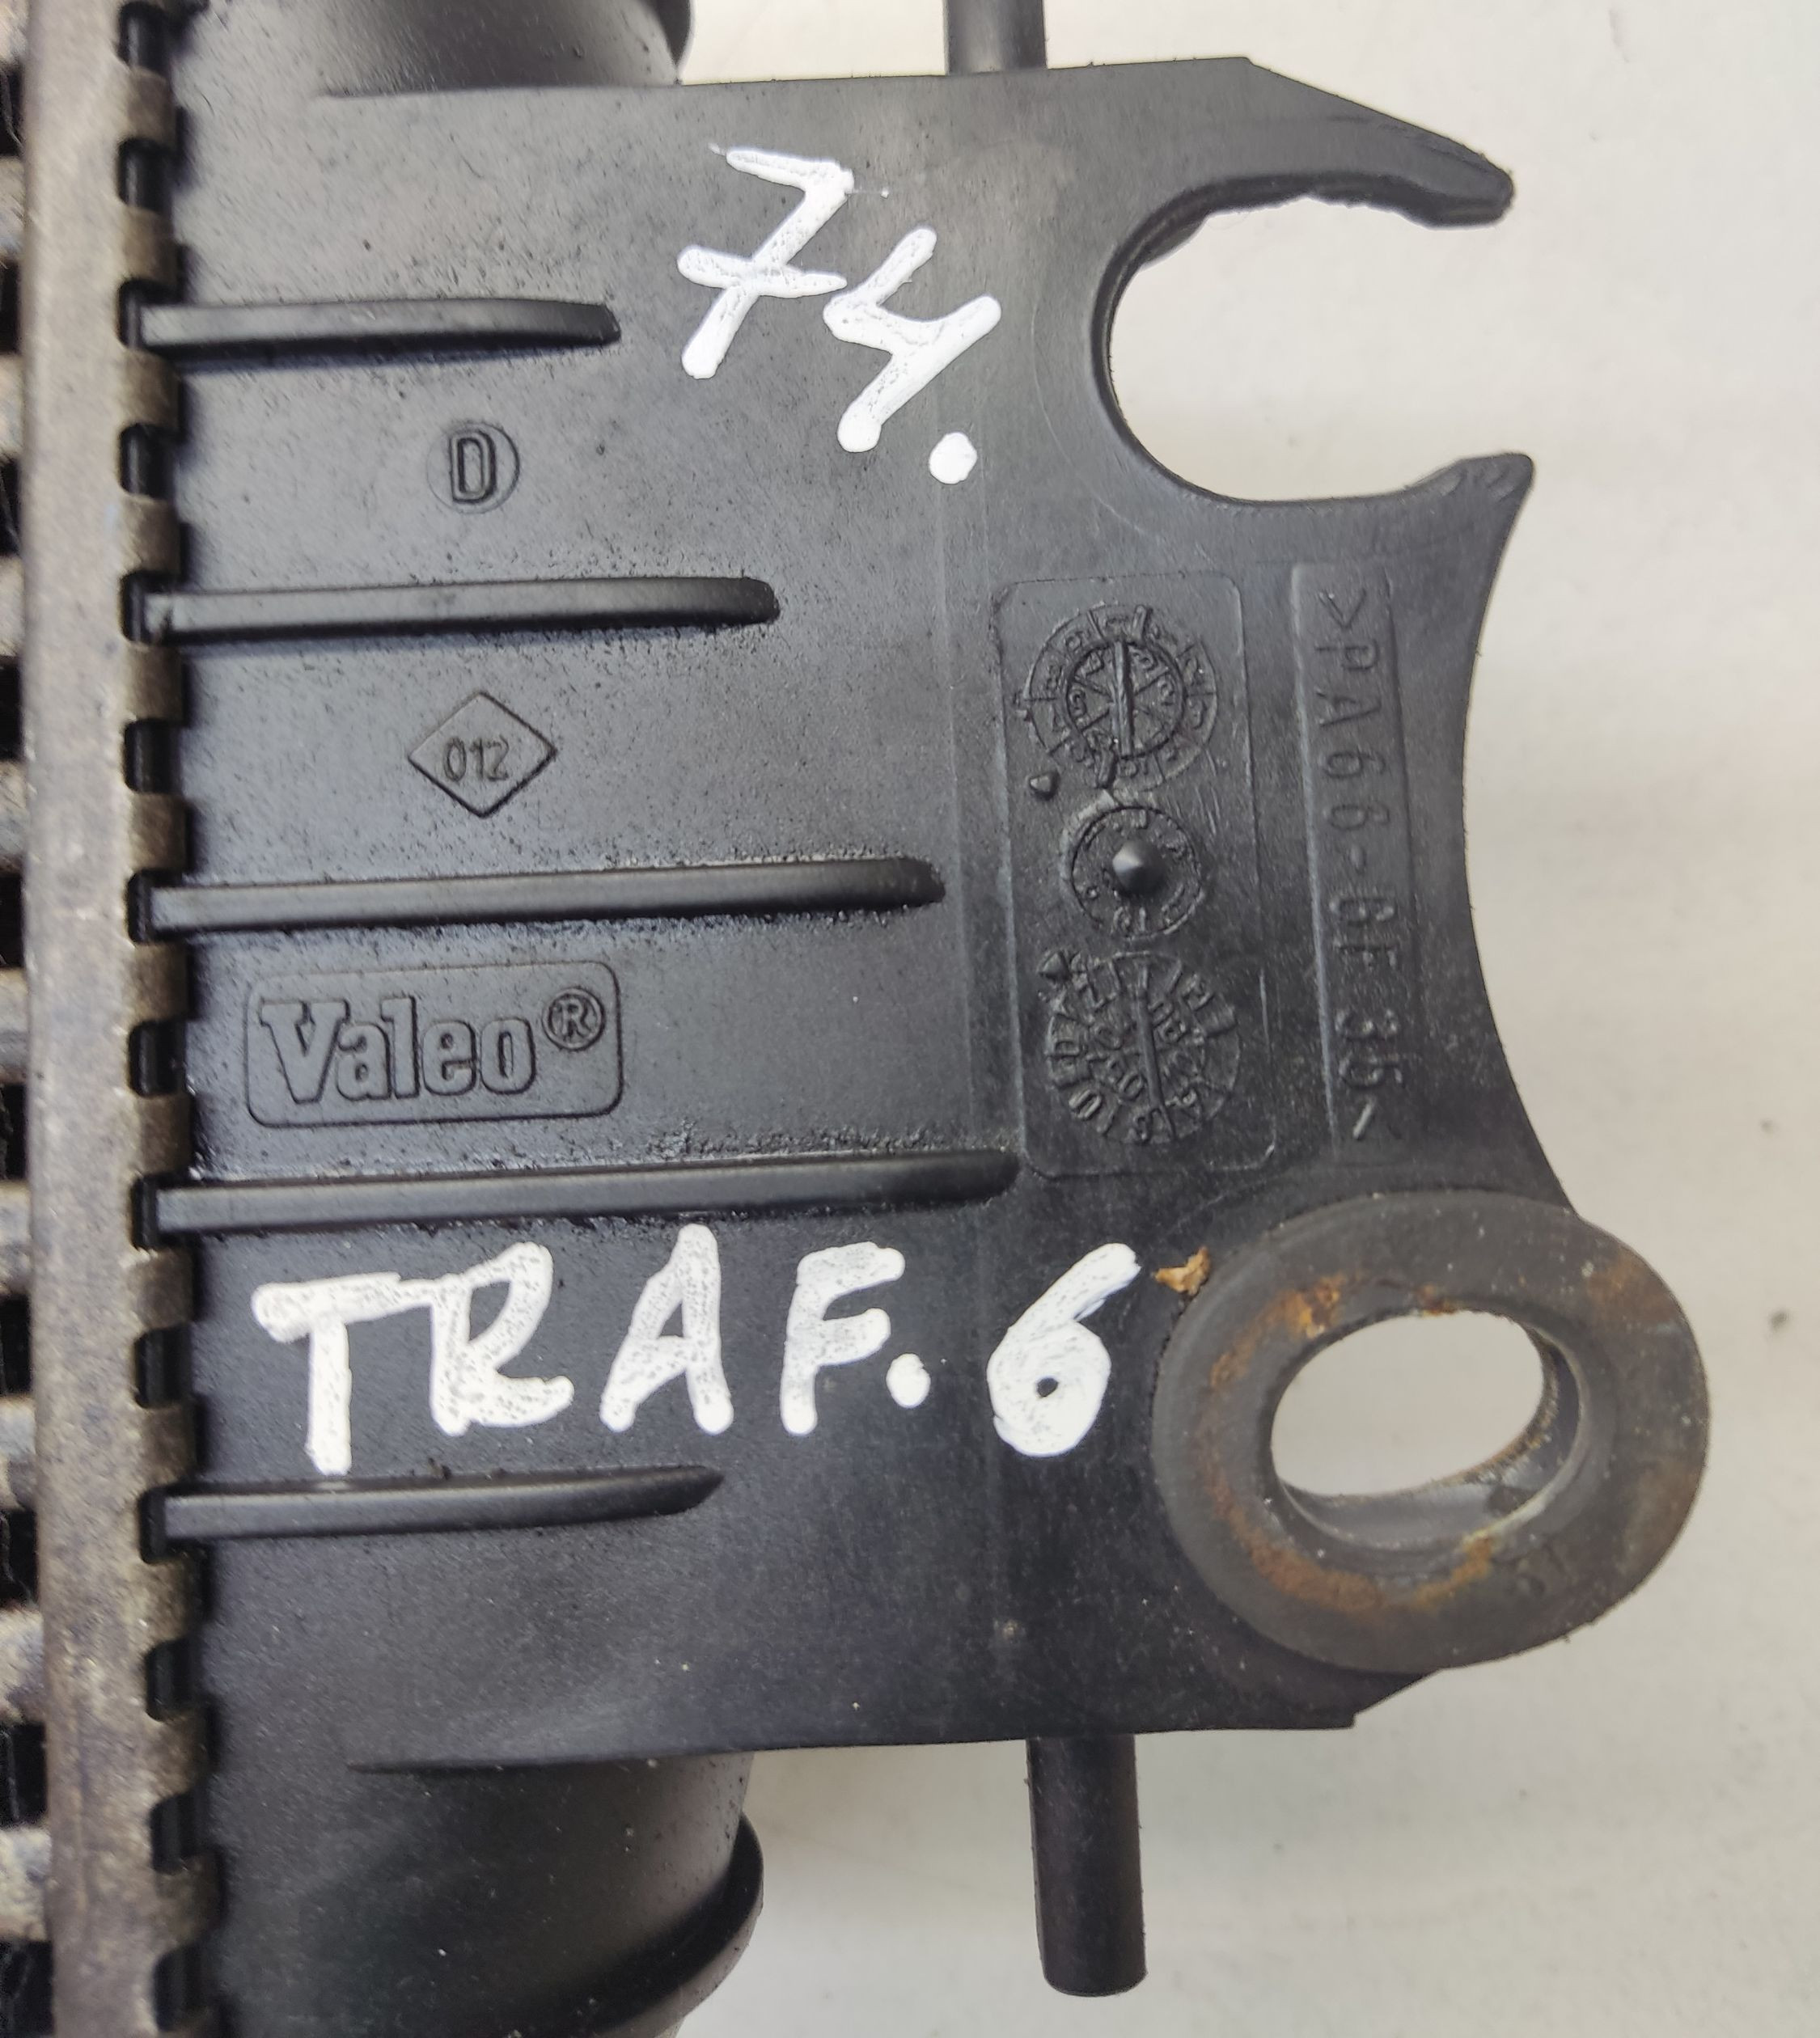 74.
D
012
>PA66-GF35<
Valeo®
TRAF.6